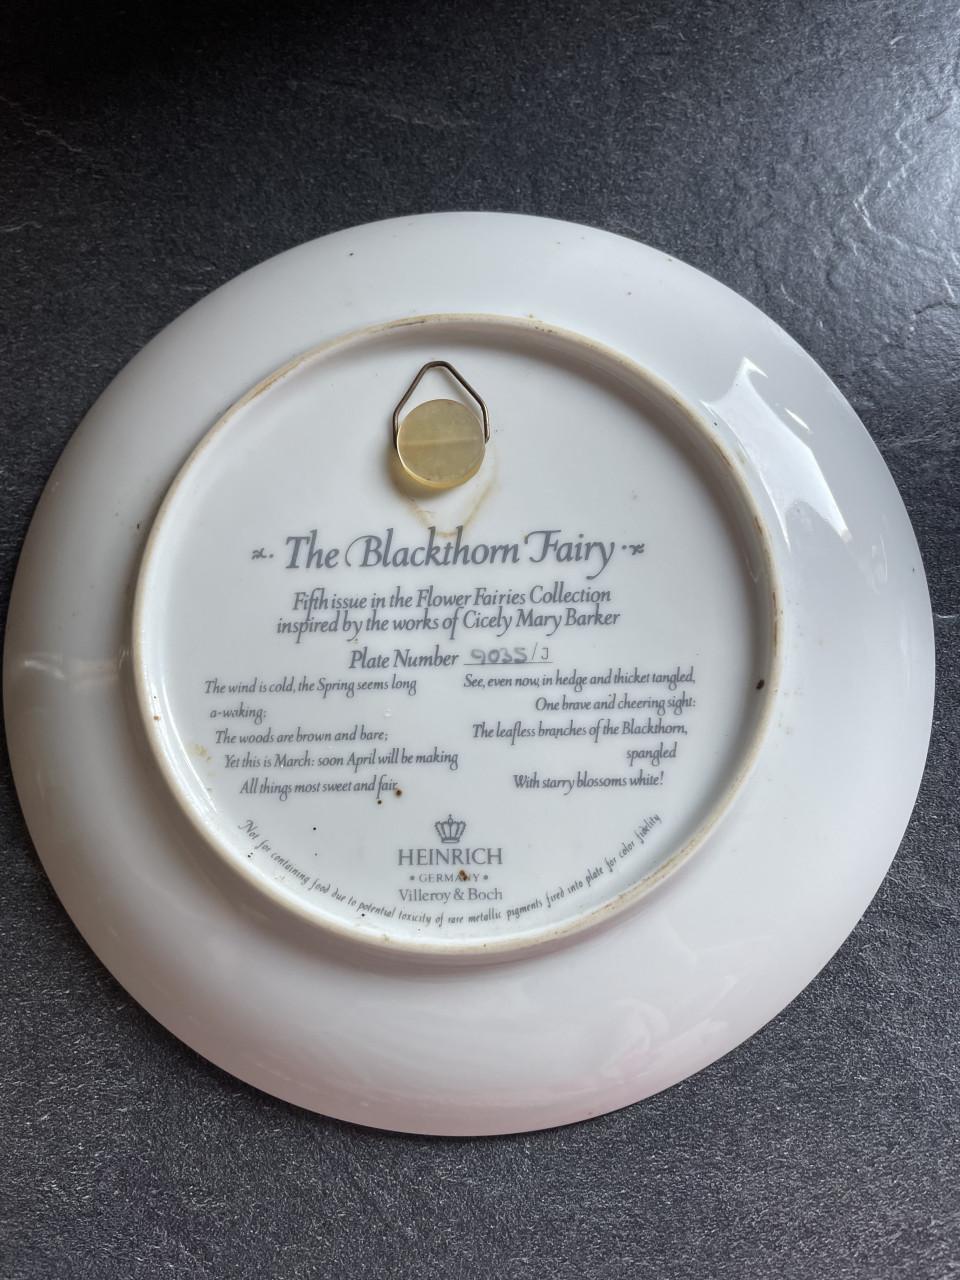 The Blackthorn Fairy
Fifth issue in the Flower Fairies Collection
inspired by the works of Cicely Mary Barker
Plate Number 9035/J
The wind is cold, the Spring seems long
a-waking;
The woods are brown and bare;
Yet this is March: soon April will be making
All things most sweet and fair.
See, even now, in hedge and thicket tangled,
One brave and cheering sight:
The leafless branches of the Blackthorn,
spangled
With starry blossoms white!
HEINRICH
• GERMANY •
Villeroy & Boch
Not for containing food due to potential toxicity of rare metallic pigments fired into plate for color fidelity